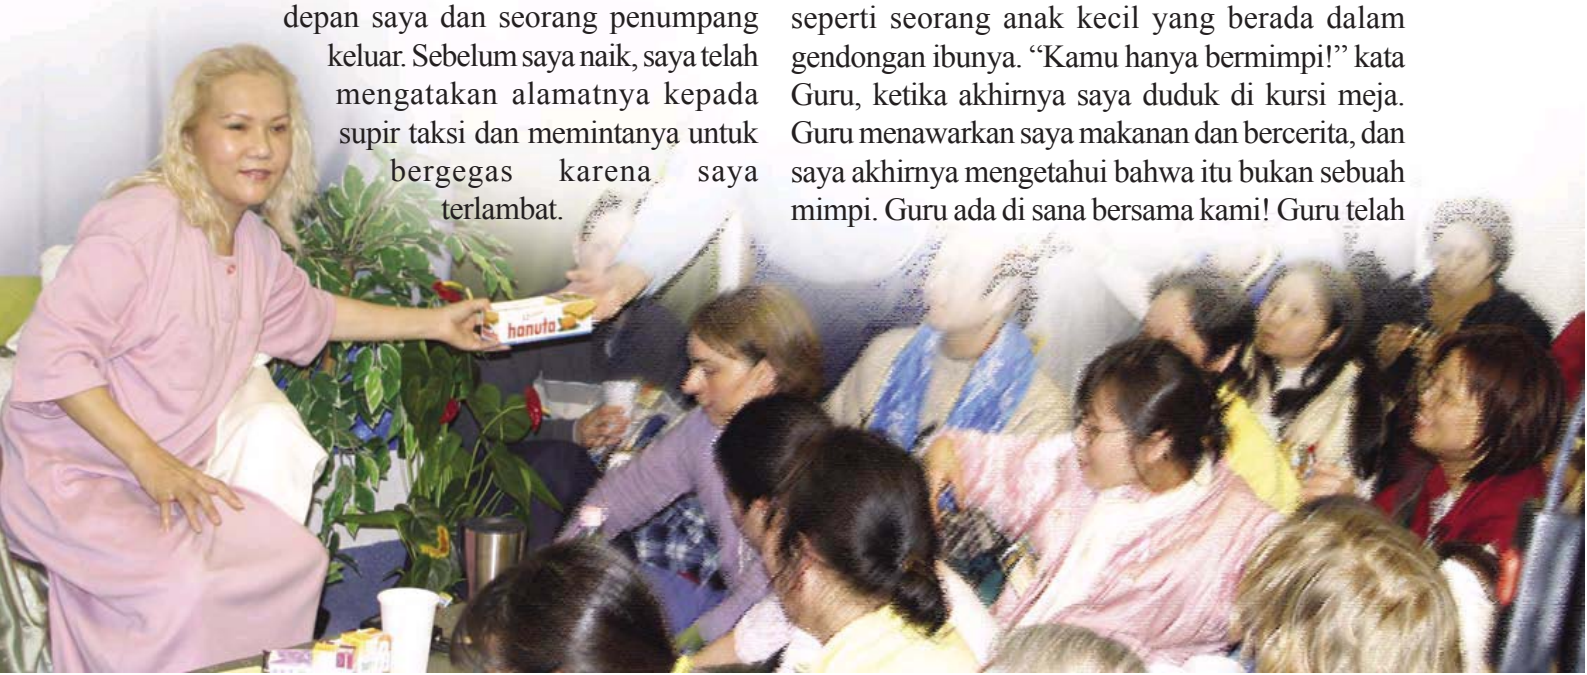 depan saya dan seorang penumpang
keluar. Sebelum saya naik, saya telah
mengatakan alamatnya kepada
supir taksi dan memintanya untuk
bergegas karena saya
terlambat.
seperti seorang anak kecil yang berada dalam
gendongan ibunya. “Kamu hanya bermimpi!” kata
Guru, ketika akhirnya saya duduk di kursi meja.
Guru menawarkan saya makanan dan bercerita, dan
saya akhirnya mengetahui bahwa itu bukan sebuah
mimpi. Guru ada di sana bersama kami! Guru telah
hanuta